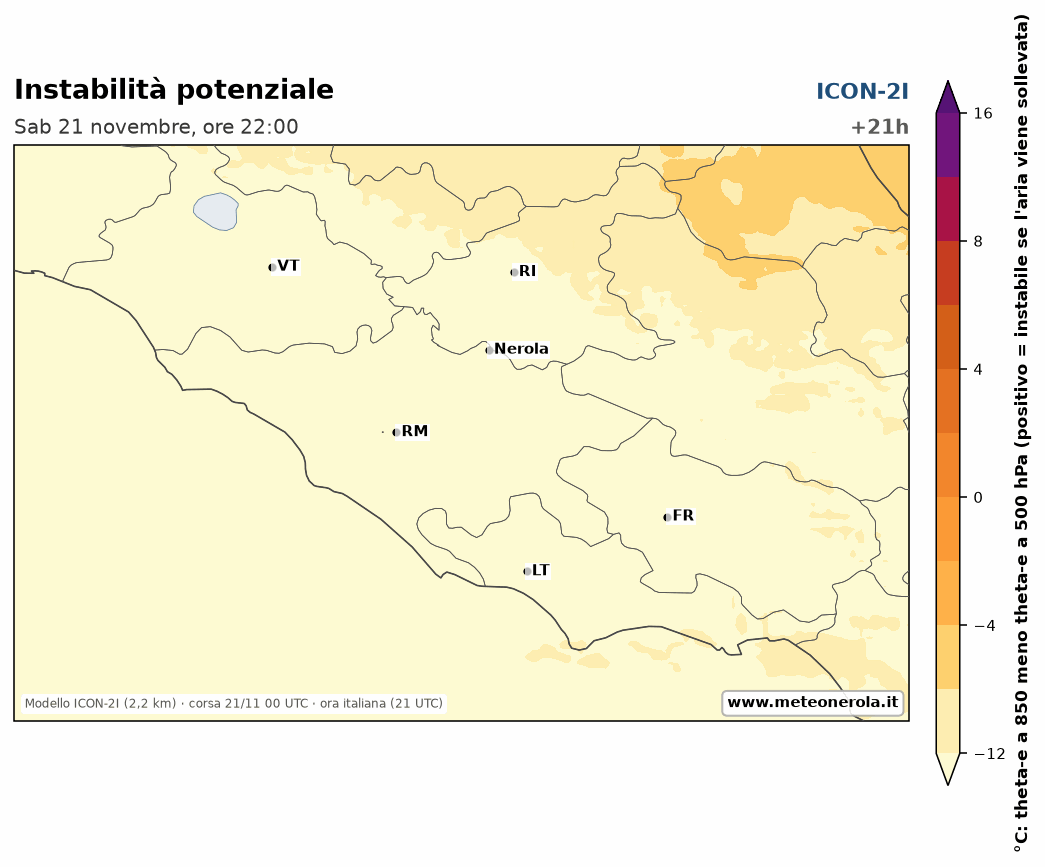 Instabilità potenziale
ICON-2I
Sab 21 novembre, ore 22:00
+21h
VT
RI
Nerola
RM
FR
LT
Modello ICON-2I (2,2 km) · corsa 21/11 00 UTC · ora italiana (21 UTC)
www.meteonerola.it
16
8
4
0
−4
−12
°C: theta-e a 850 meno theta-e a 500 hPa (positivo = instabile se l'aria viene sollevata)